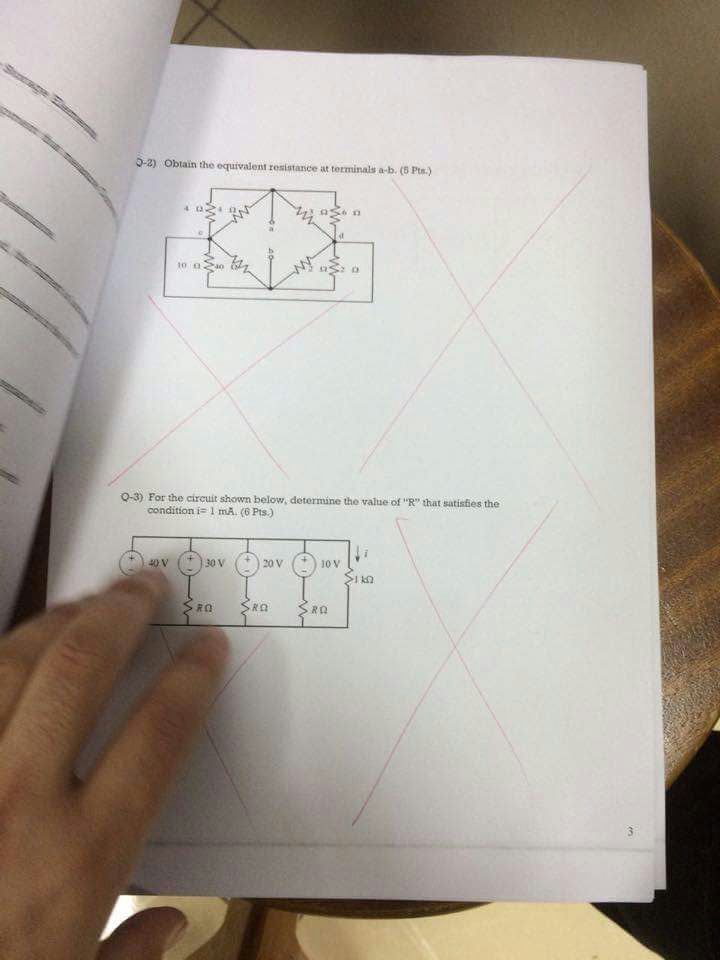 Q-2) Obtain the equivalent resistance at terminals a-b. (5 Pts.)
4 Ω 4 Ω 3 Ω 6 Ω
a
c d
b
10 Ω 40 Ω 2 Ω 2 Ω
Q-3) For the circuit shown below, determine the value of "R" that satisfies the
condition i= 1 mA. (6 Pts.)
i
+ 40 V + 30 V + 20 V + 10 V
1 kΩ
R Ω R Ω R Ω
3